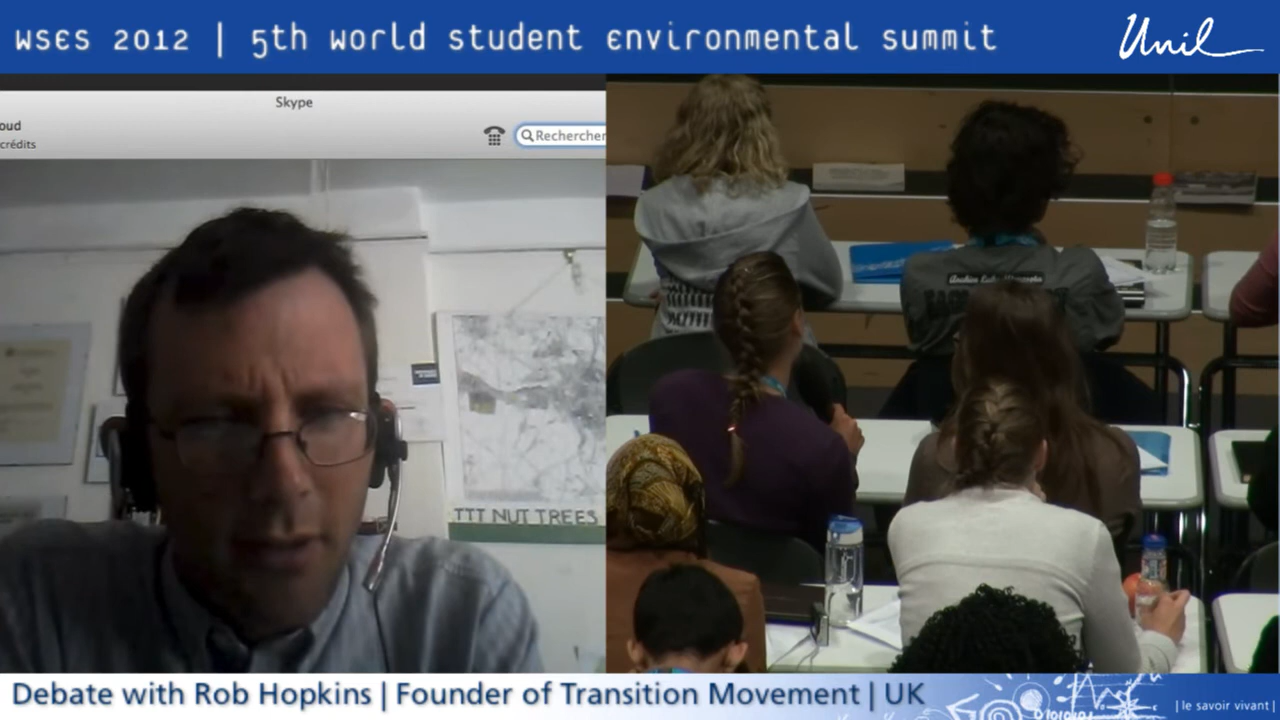 WSES 2012 | 5th world student environmental summit
Unil
Skype
oud
crédits
Rechercher
TTT NUT TREES
Debate with Rob Hopkins | Founder of Transition Movement | UK
| le savoir vivant |